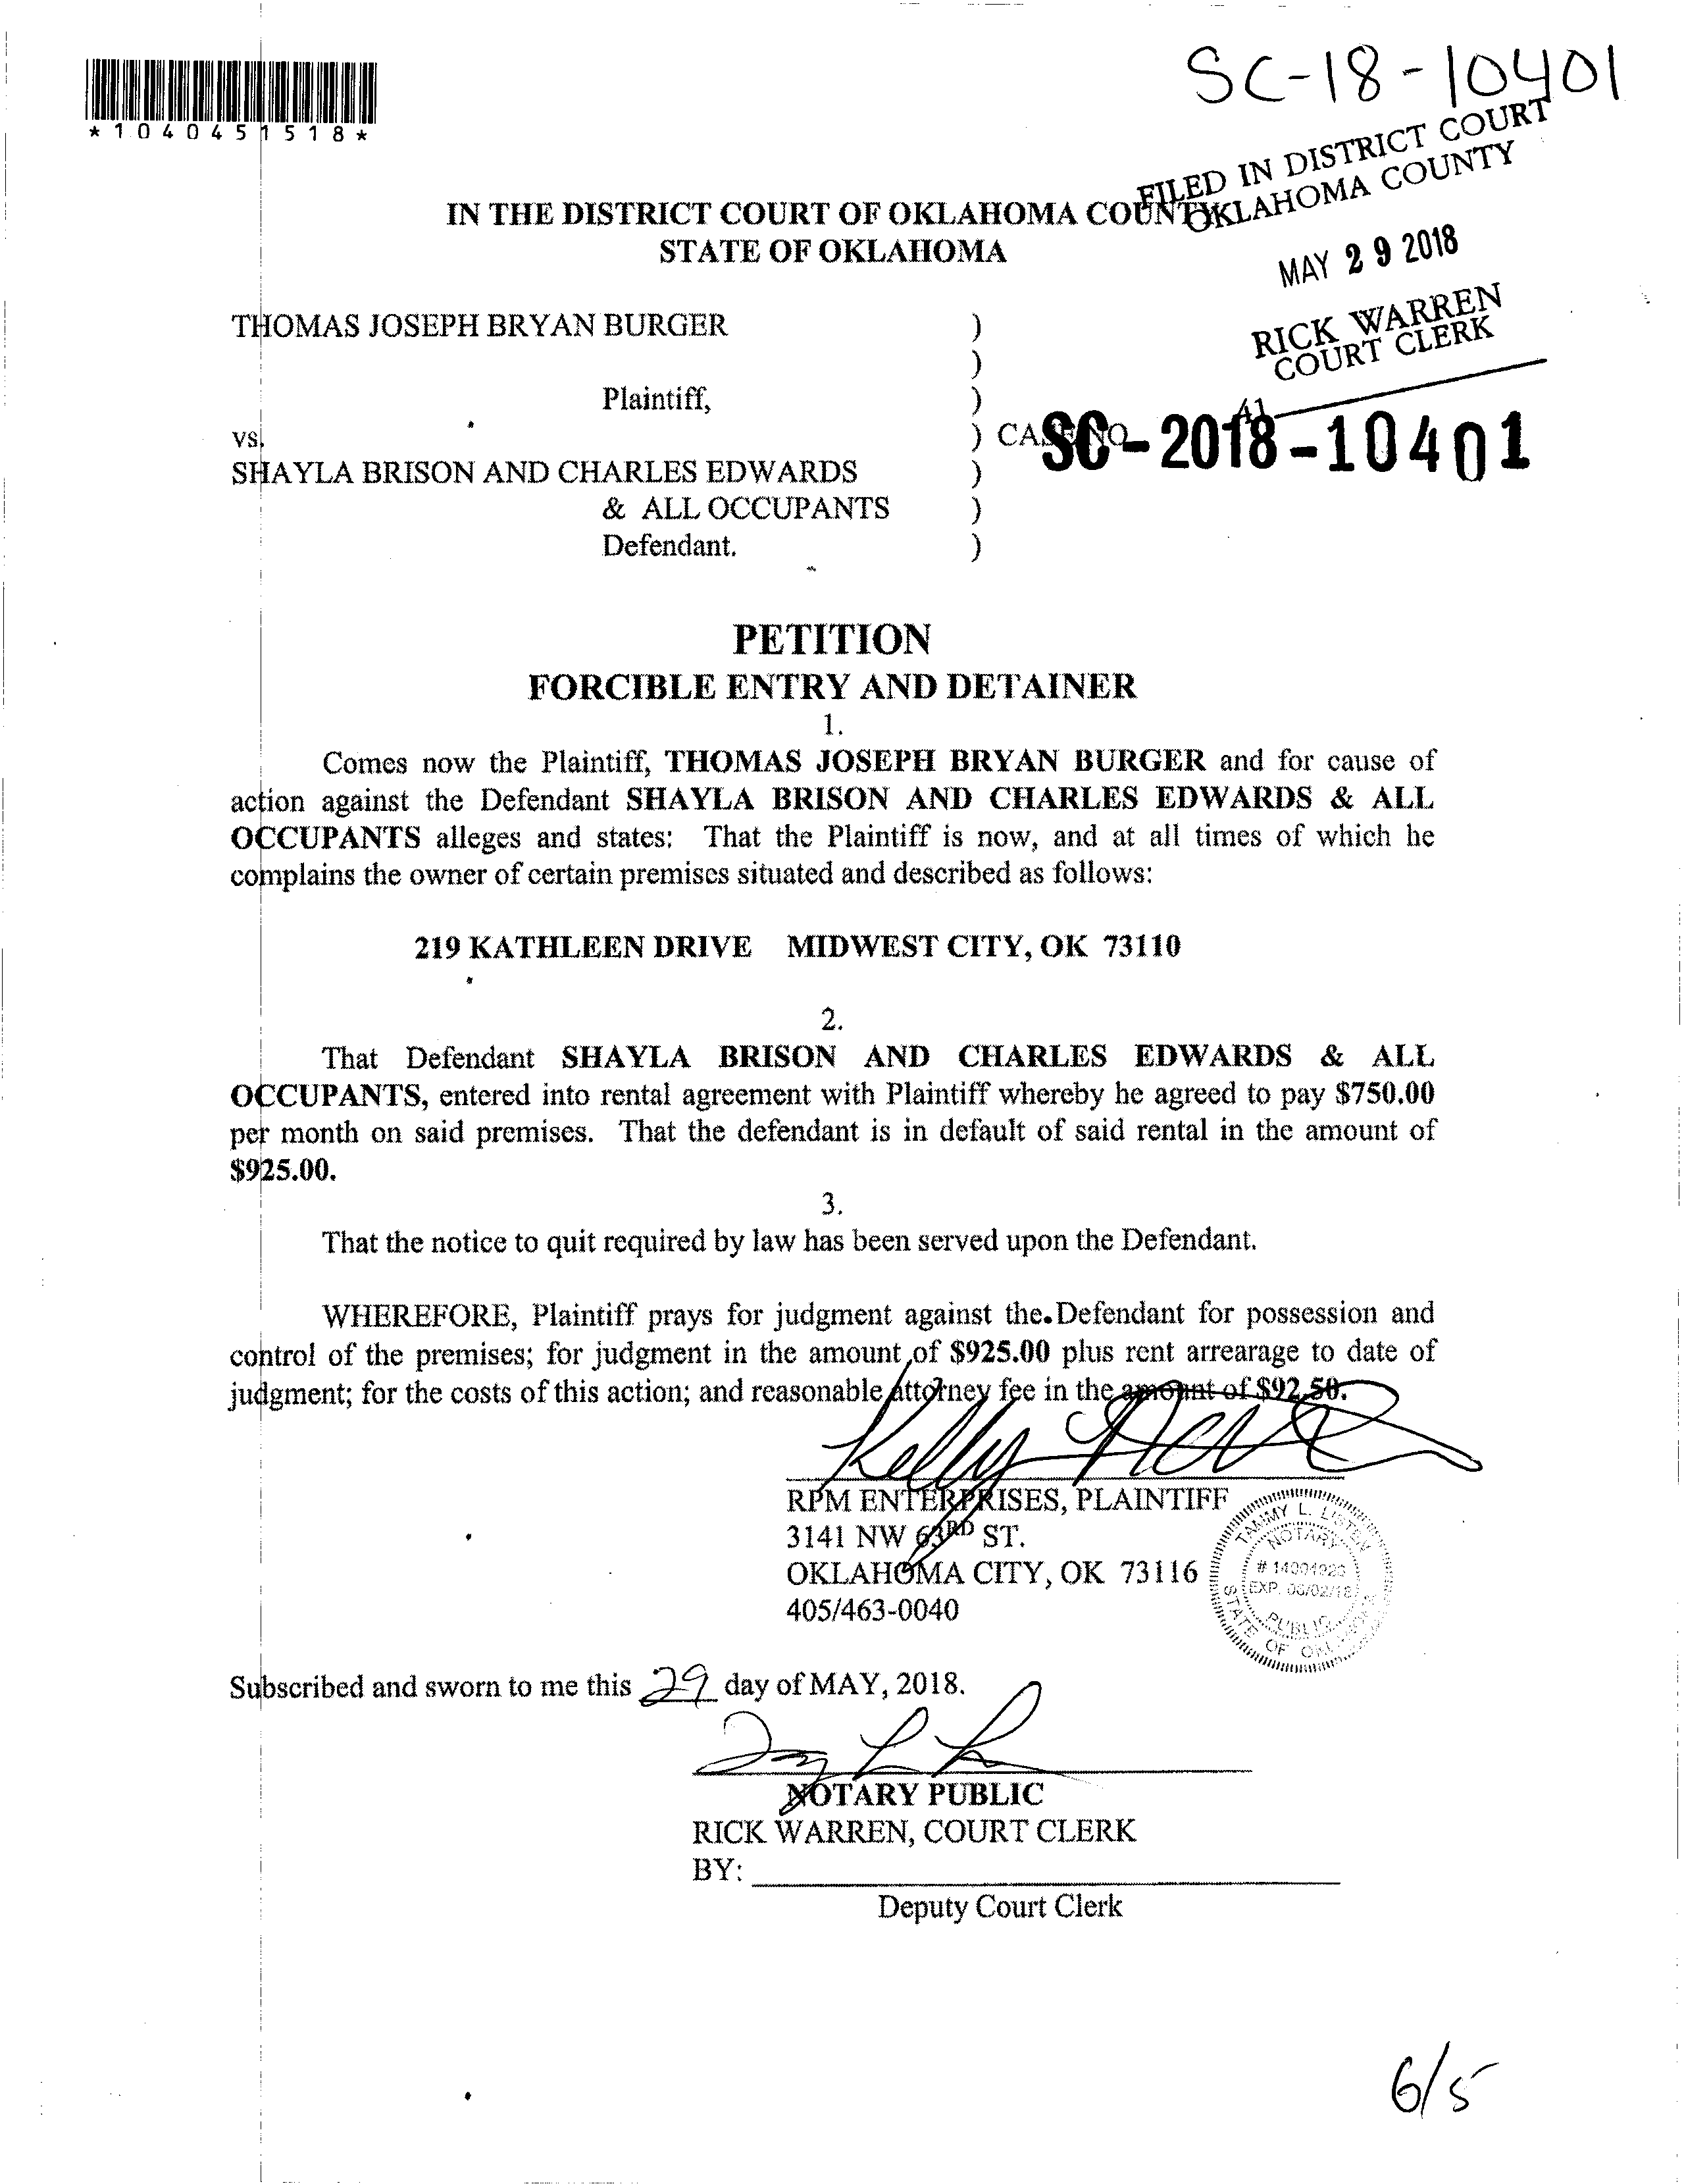 SC-18-10401
*1040451518*
FILED IN DISTRICT COURT
OKLAHOMA COUNTY
IN THE DISTRICT COURT OF OKLAHOMA COUNTY
STATE OF OKLAHOMA
MAY 29 2018
RICK WARREN
COURT CLERK
41
THOMAS JOSEPH BRYAN BURGER )
)
Plaintiff, )
vs. ) CASE NO. SC-2018-10401
SHAYLA BRISON AND CHARLES EDWARDS )
& ALL OCCUPANTS )
Defendant. )
PETITION
FORCIBLE ENTRY AND DETAINER
1.
Comes now the Plaintiff, THOMAS JOSEPH BRYAN BURGER and for cause of
action against the Defendant SHAYLA BRISON AND CHARLES EDWARDS & ALL
OCCUPANTS alleges and states: That the Plaintiff is now, and at all times of which he
complains the owner of certain premises situated and described as follows:
219 KATHLEEN DRIVE MIDWEST CITY, OK 73110
2.
That Defendant SHAYLA BRISON AND CHARLES EDWARDS & ALL
OCCUPANTS, entered into rental agreement with Plaintiff whereby he agreed to pay $750.00
per month on said premises. That the defendant is in default of said rental in the amount of
$925.00.
3.
That the notice to quit required by law has been served upon the Defendant.
WHEREFORE, Plaintiff prays for judgment against the Defendant for possession and
control of the premises; for judgment in the amount of $925.00 plus rent arrearage to date of
judgment; for the costs of this action; and reasonable attorney fee in the amount of $92.50.
Kelly
RPM ENTERPRISES, PLAINTIFF
3141 NW 63RD ST.
OKLAHOMA CITY, OK 73116
405/463-0040
TAMMY L. LISTEN
NOTARY
EXP. 06/02/18
PUBLIC
STATE OF OKLAHOMA
Subscribed and sworn to me this 29 day of MAY, 2018.
NOTARY PUBLIC
RICK WARREN, COURT CLERK
BY:
Deputy Court Clerk
6/5